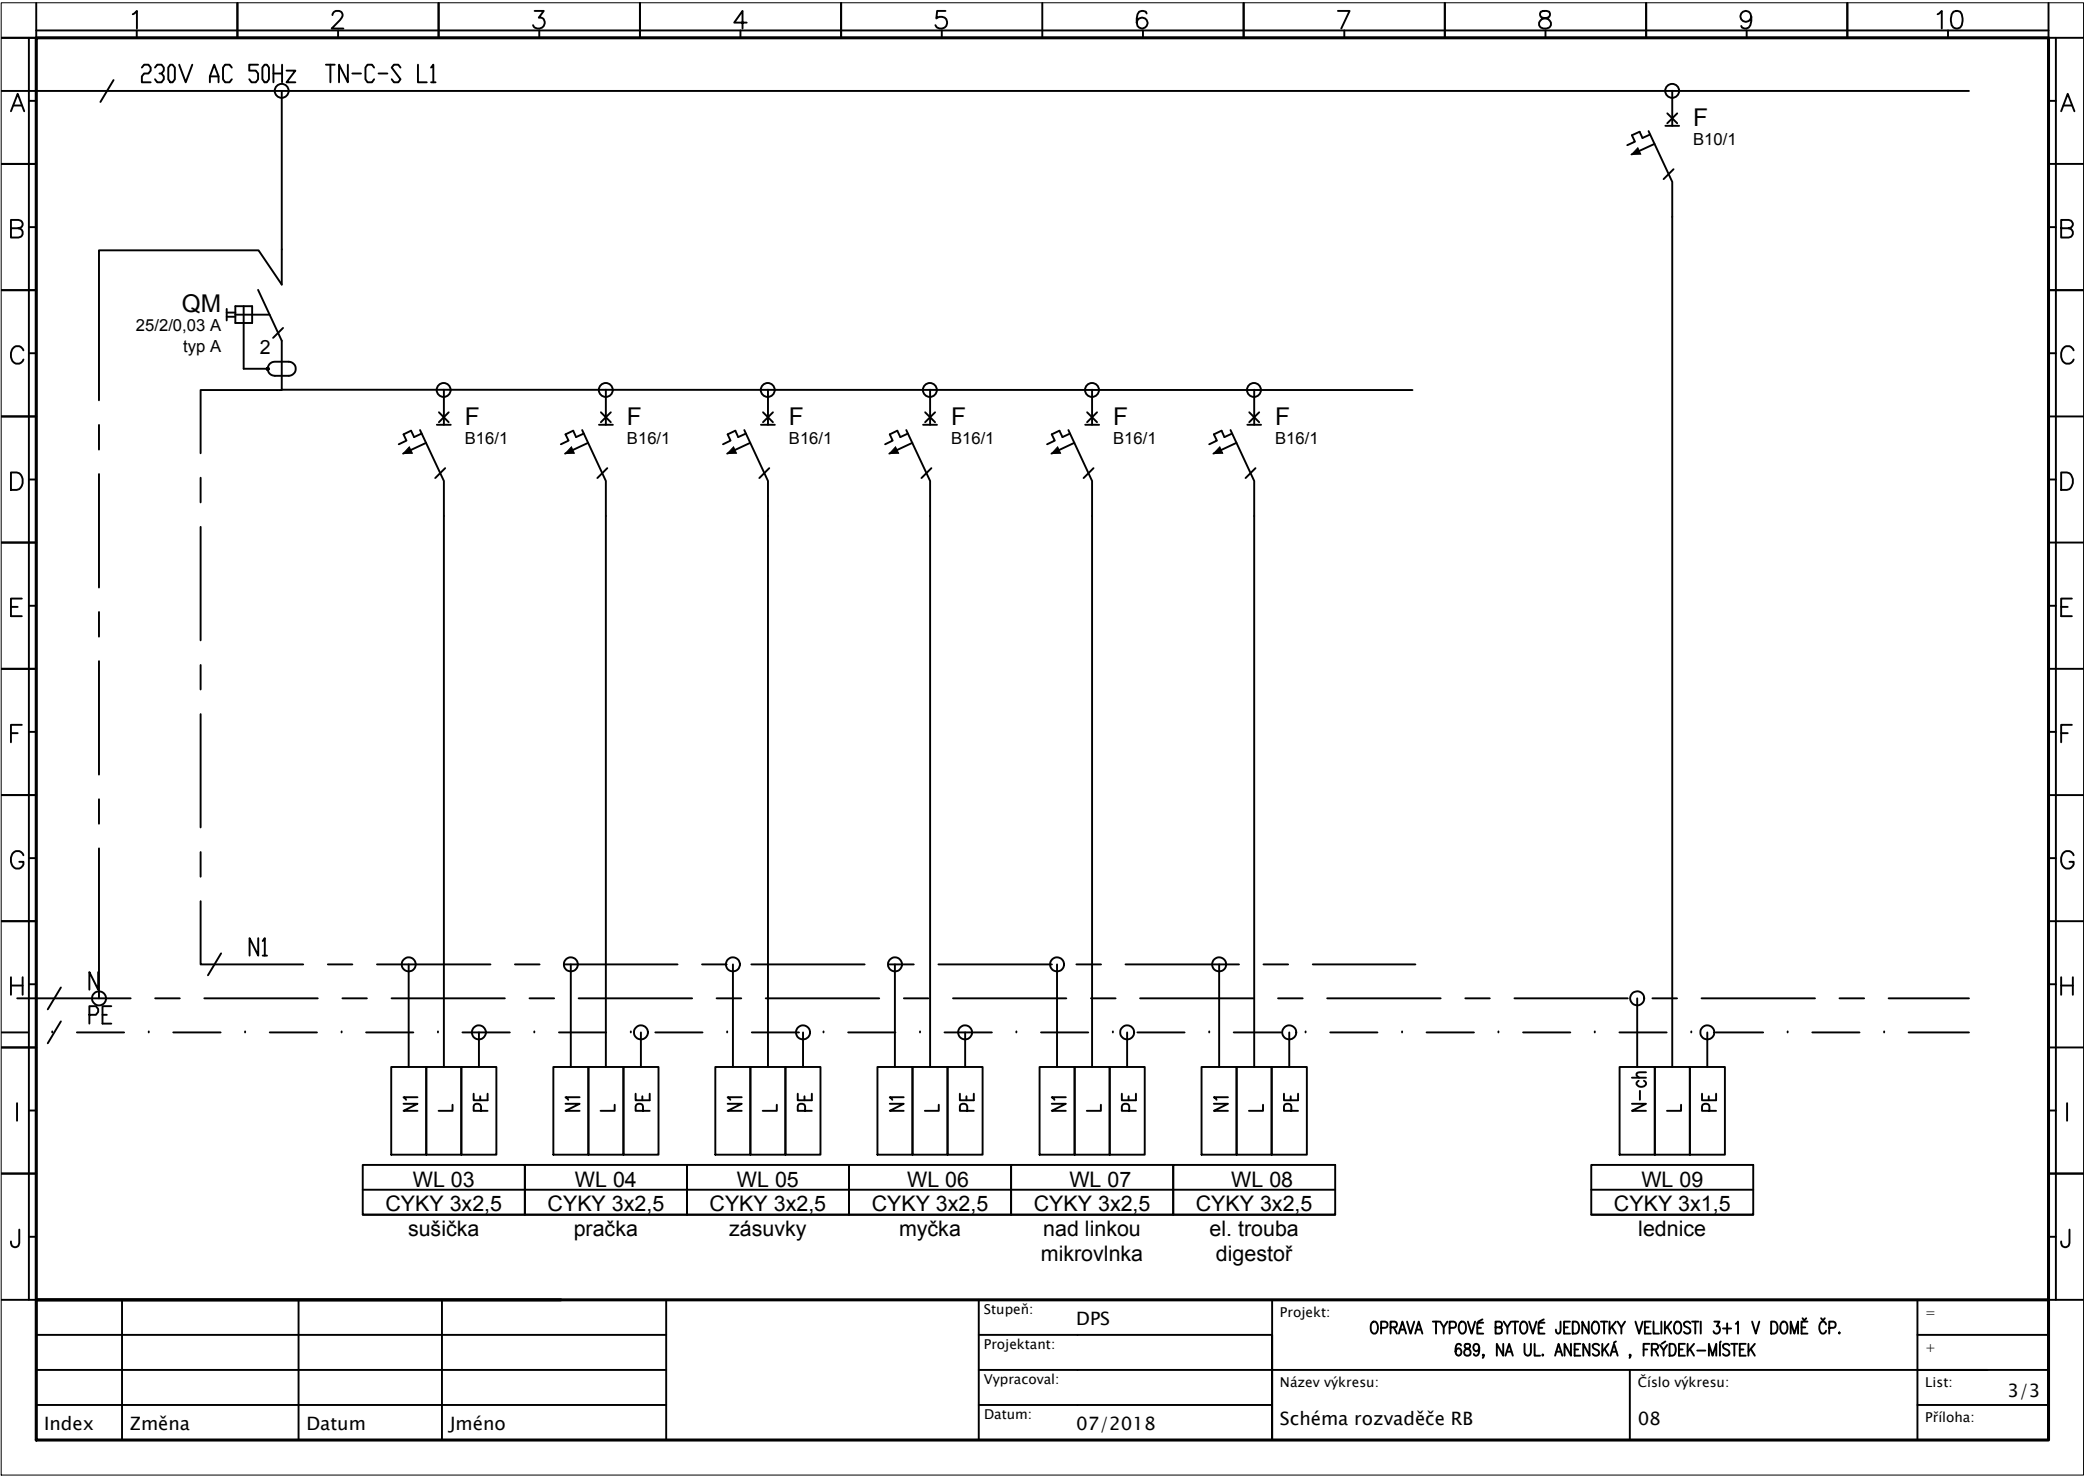 1 2 3 4 5 6 7 8 9 10
230V AC 50Hz TN-C-S L1
A A
F
B10/1
B B
QM
25/2/0,03 A
typ A
2
C C
F F F F F F
B16/1 B16/1 B16/1 B16/1 B16/1 B16/1
D D
E E
F F
G G
N1
N
H H
PE
N1 L PE N1 L PE N1 L PE N1 L PE N1 L PE N1 L PE N-ch L PE
I I
WL 03 WL 04 WL 05 WL 06 WL 07 WL 08 WL 09
CYKY 3x2,5 CYKY 3x2,5 CYKY 3x2,5 CYKY 3x2,5 CYKY 3x2,5 CYKY 3x2,5 CYKY 3x1,5
sušička pračka zásuvky myčka nad linkou el. trouba lednice
J J
mikrovlnka digestoř
Stupeň: DPS
Projekt: OPRAVA TYPOVÉ BYTOVÉ JEDNOTKY VELIKOSTI 3+1 V DOMĚ ČP.
689, NA UL. ANENSKÁ , FRÝDEK-MÍSTEK
=
+
Projektant:
Vypracoval:
Název výkresu:
Schéma rozvaděče RB
Číslo výkresu:
08
List: 3/3
Příloha:
Datum: 07/2018
Index Změna Datum Jméno